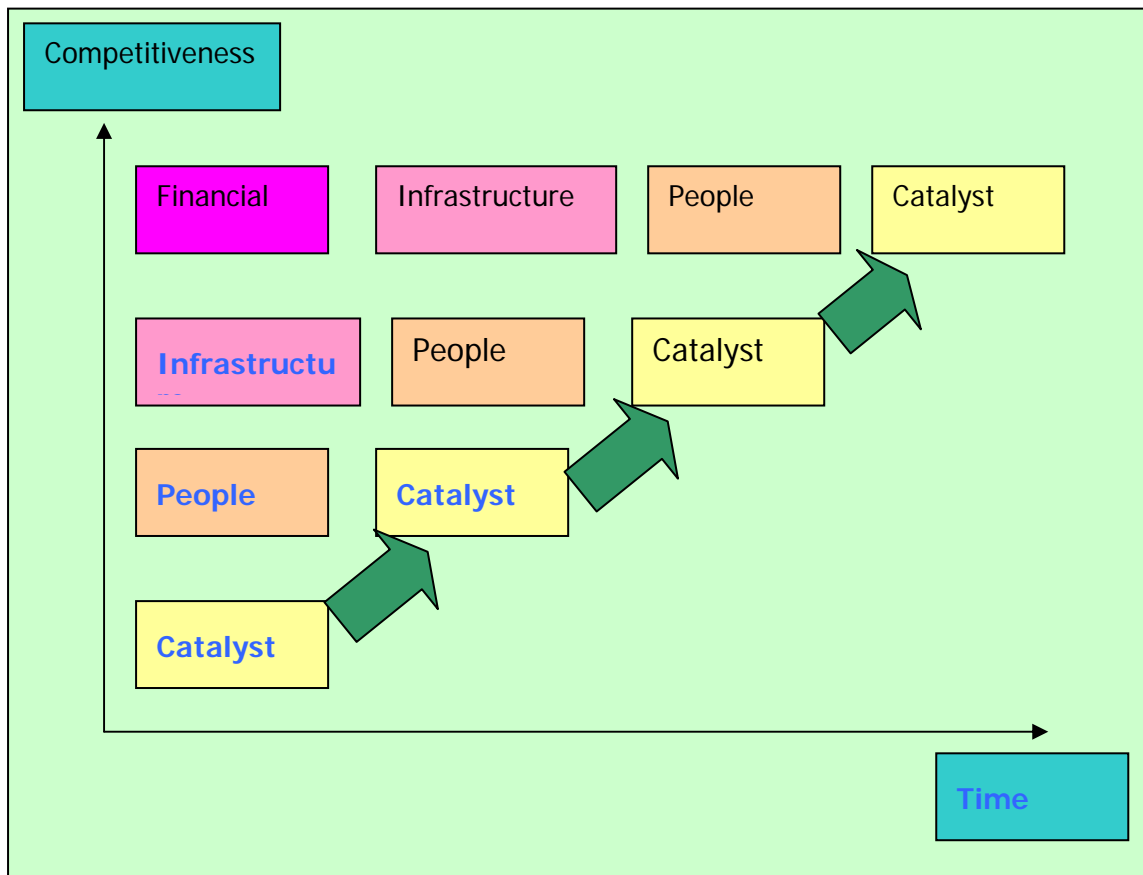 Competitiveness
Financial
Infrastructure
People
Catalyst
Infrastructu
People
Catalyst
People
Catalyst
Catalyst
Time